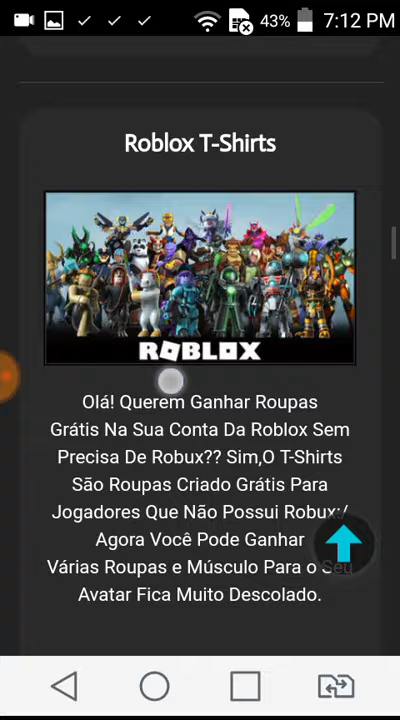 43% 7:12 PM
Roblox T-Shirts
ROBLOX
Olá! Querem Ganhar Roupas
Grátis Na Sua Conta Da Roblox Sem
Precisa De Robux?? Sim,O T-Shirts
São Roupas Criado Grátis Para
Jogadores Que Não Possui Robux:/
Agora Você Pode Ganhar
Várias Roupas e Músculo Para o Seu
Avatar Fica Muito Descolado.